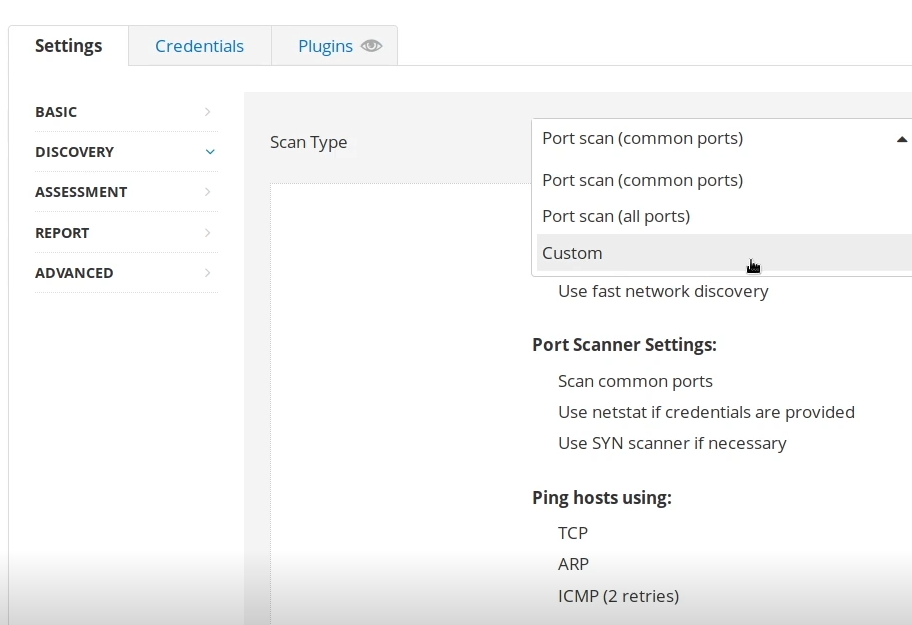 Settings
Credentials
Plugins
BASIC
DISCOVERY
ASSESSMENT
REPORT
ADVANCED
Scan Type
Port scan (common ports)
Port scan (common ports)
Port scan (all ports)
Custom
Use fast network discovery
Port Scanner Settings:
Scan common ports
Use netstat if credentials are provided
Use SYN scanner if necessary
Ping hosts using:
TCP
ARP
ICMP (2 retries)